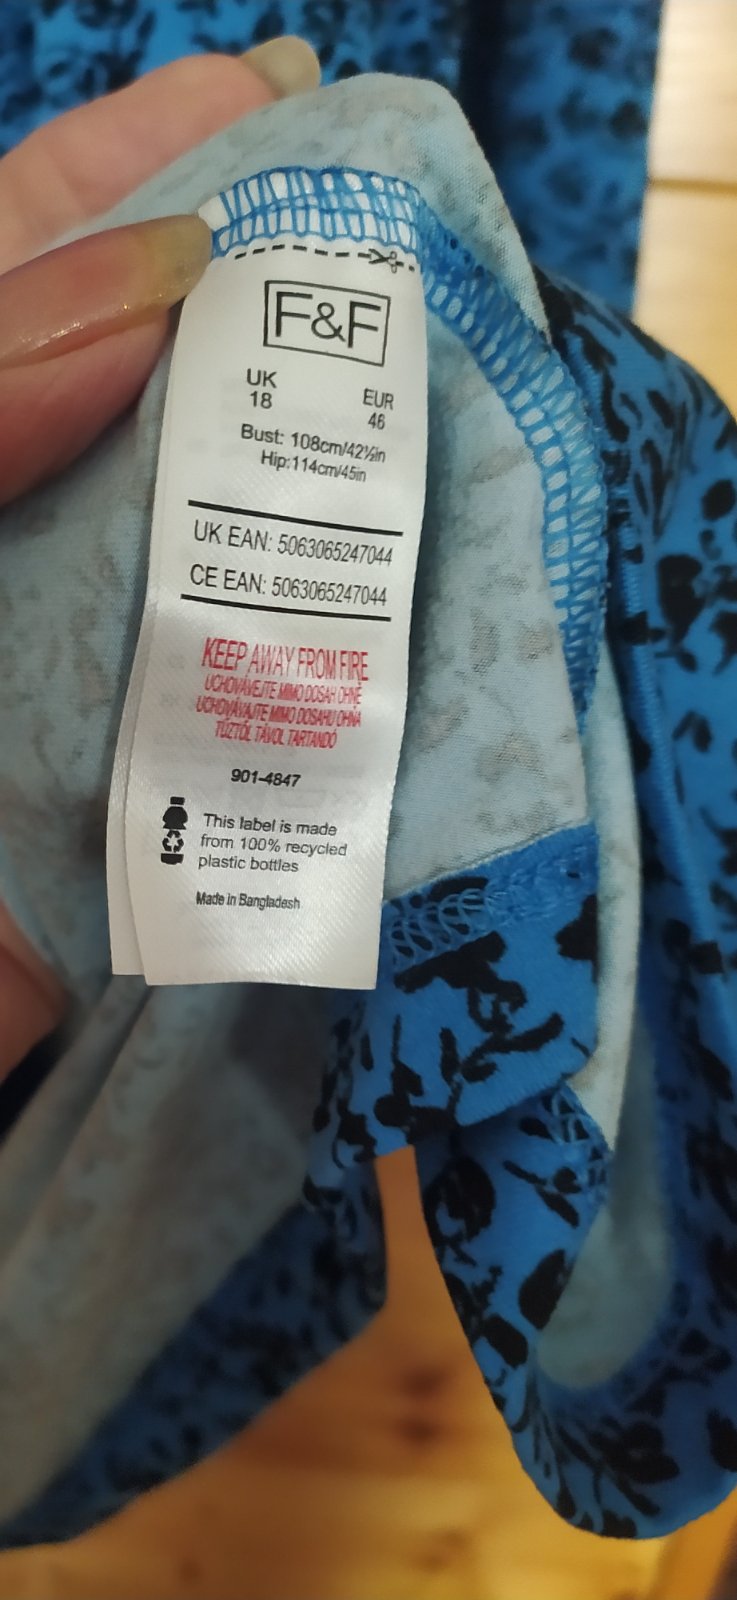 F&F
UK
18
EUR
46
Bust: 108cm/42½in
Hip:114cm/45in
UK EAN: 5063065247044
CE EAN: 5063065247044
KEEP AWAY FROM FIRE
UCHOVÁVEJTE MIMO DOSAH OHNĚ
UCHOVÁVAJTE MIMO DOSAHU OHŇA
TŰZTŐL TÁVOL TARTANDÓ
901-4847
This label is made
from 100% recycled
plastic bottles
Made in Bangladesh